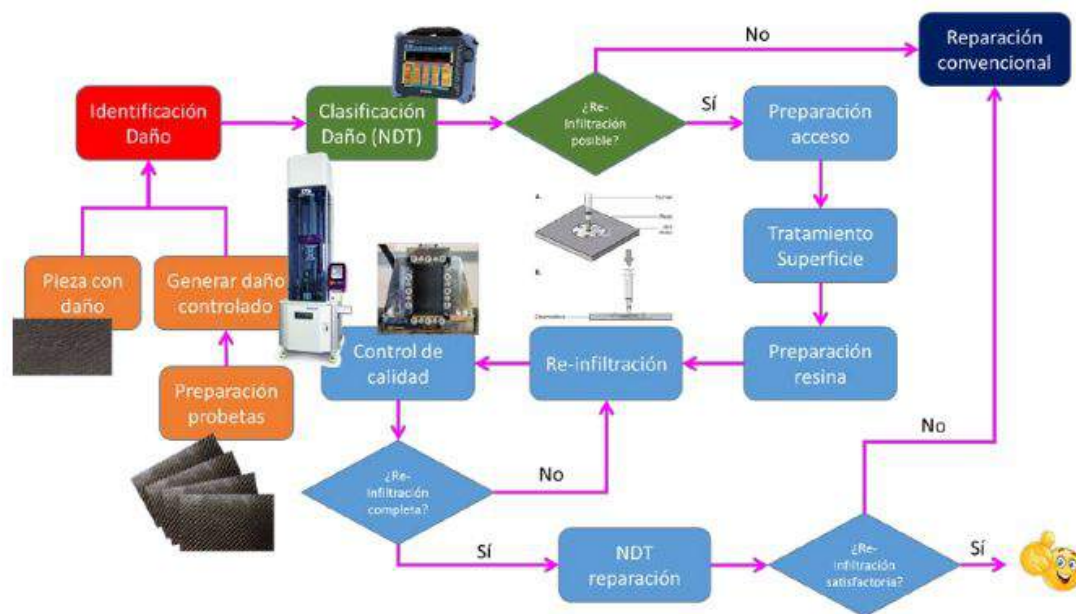 No
Reparación
convencional
Identificación
Daño
Clasificación
Daño (NDT)
¿Re-
Infiltración
posible?
Sí
Preparación
acceso
A.
Tratamiento
Superficie
B.
Pieza con
daño
Generar daño
controlado
Control de
calidad
Re-infiltración
Preparación
resina
Preparación
probetas
No
¿Re-
Infiltración
completa?
No
Sí
NDT
reparación
¿Re-
Infiltración
satisfactoria?
Sí